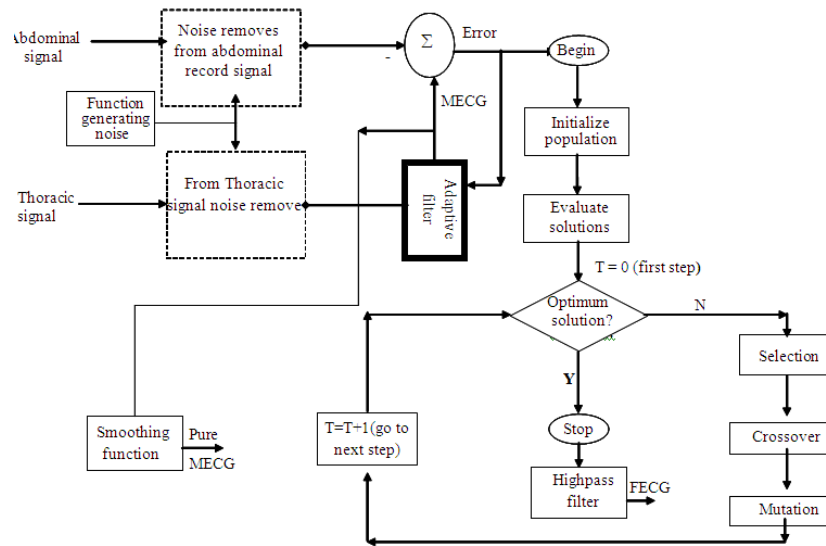 Abdominal
signal
Noise removes
from abdominal
record signal
Σ
-
Error
Begin
MECG
Function
generating
noise
Initialize
population
Thoracic
signal
From Thoracic
signal noise remove
Adaptive
filter
Evaluate
solutions
T = 0 (first step)
Optimum
solution?
N
Selection
Y
Smoothing
function
Pure
MECG
T=T+1(go to
next step)
Stop
Crossover
Highpass
filter
FECG
Mutation